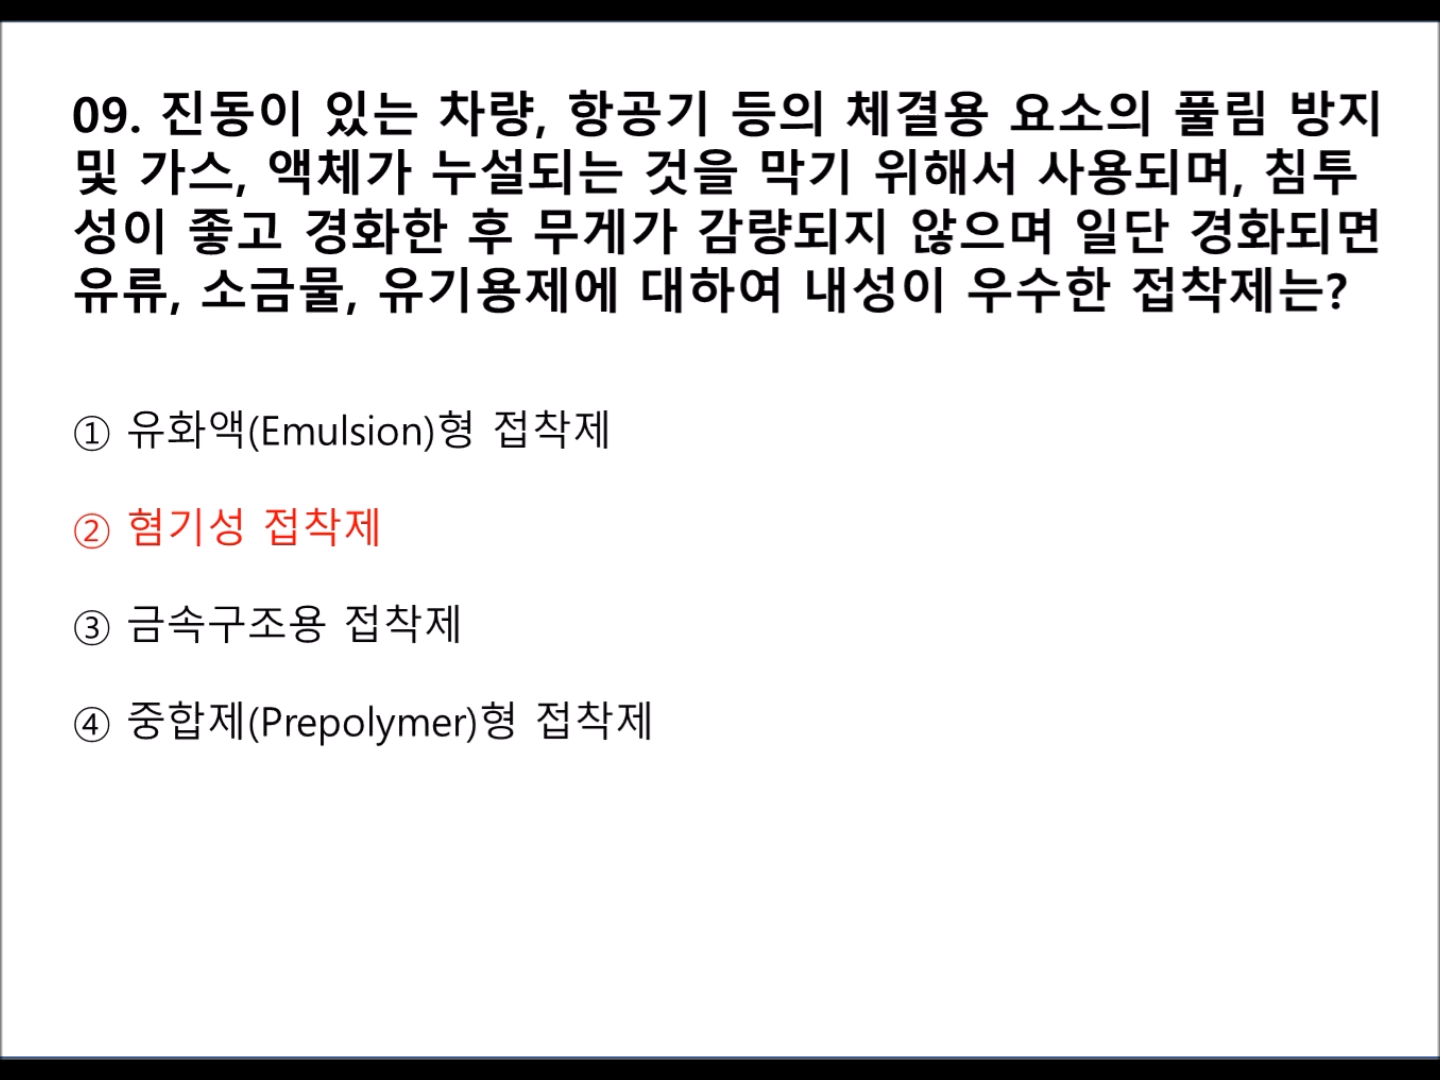 09. 진동이 있는 차량, 항공기 등의 체결용 요소의 풀림 방지
및 가스, 액체가 누설되는 것을 막기 위해서 사용되며, 침투
성이 좋고 경화한 후 무게가 감량되지 않으며 일단 경화되면
유류, 소금물, 유기용제에 대하여 내성이 우수한 접착제는?
① 유화액(Emulsion)형 접착제
② 혐기성 접착제
③ 금속구조용 접착제
④ 중합제(Prepolymer)형 접착제